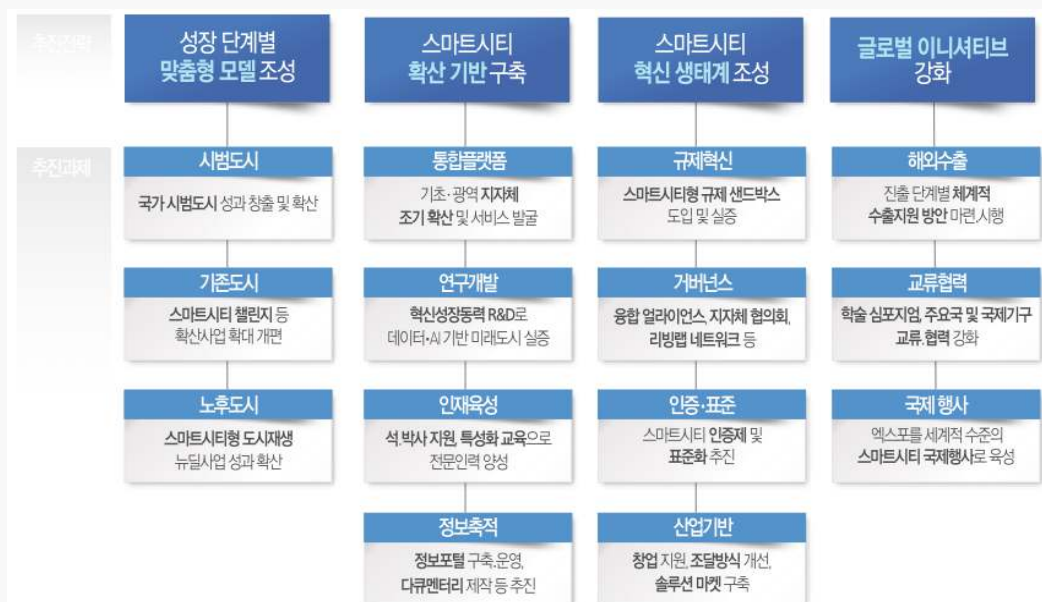 추진전략
성장 단계별
맞춤형 모델 조성
스마트시티
확산 기반 구축
스마트시티
혁신 생태계 조성
글로벌 이니셔티브
강화
추진과제
시범도시
국가 시범도시 성과 창출 및 확산
기존도시
스마트시티 챌린지 등
확산사업 확대 개편
노후도시
스마트시티형 도시재생
뉴딜사업 성과 확산
통합플랫폼
기초·광역 지자체
조기 확산 및 서비스 발굴
연구개발
혁신성장동력 R&D로
데이터·AI 기반 미래도시 실증
인재육성
석.박사 지원, 특성화 교육으로
전문인력 양성
정보축적
정보포털 구축.운영,
다큐멘터리 제작 등 추진
규제혁신
스마트시티형 규제 샌드박스
도입 및 실증
거버넌스
융합 얼라이언스, 지자체 협의회,
리빙랩 네트워크 등
인증·표준
스마트시티 인증제 및
표준화 추진
산업기반
창업 지원, 조달방식 개선,
솔루션 마켓 구축
해외수출
진출 단계별 체계적
수출지원 방안 마련.시행
교류협력
학술 심포지엄, 주요국 및 국제기구
교류.협력 강화
국제 행사
엑스포를 세계적 수준의
스마트시티 국제행사로 육성